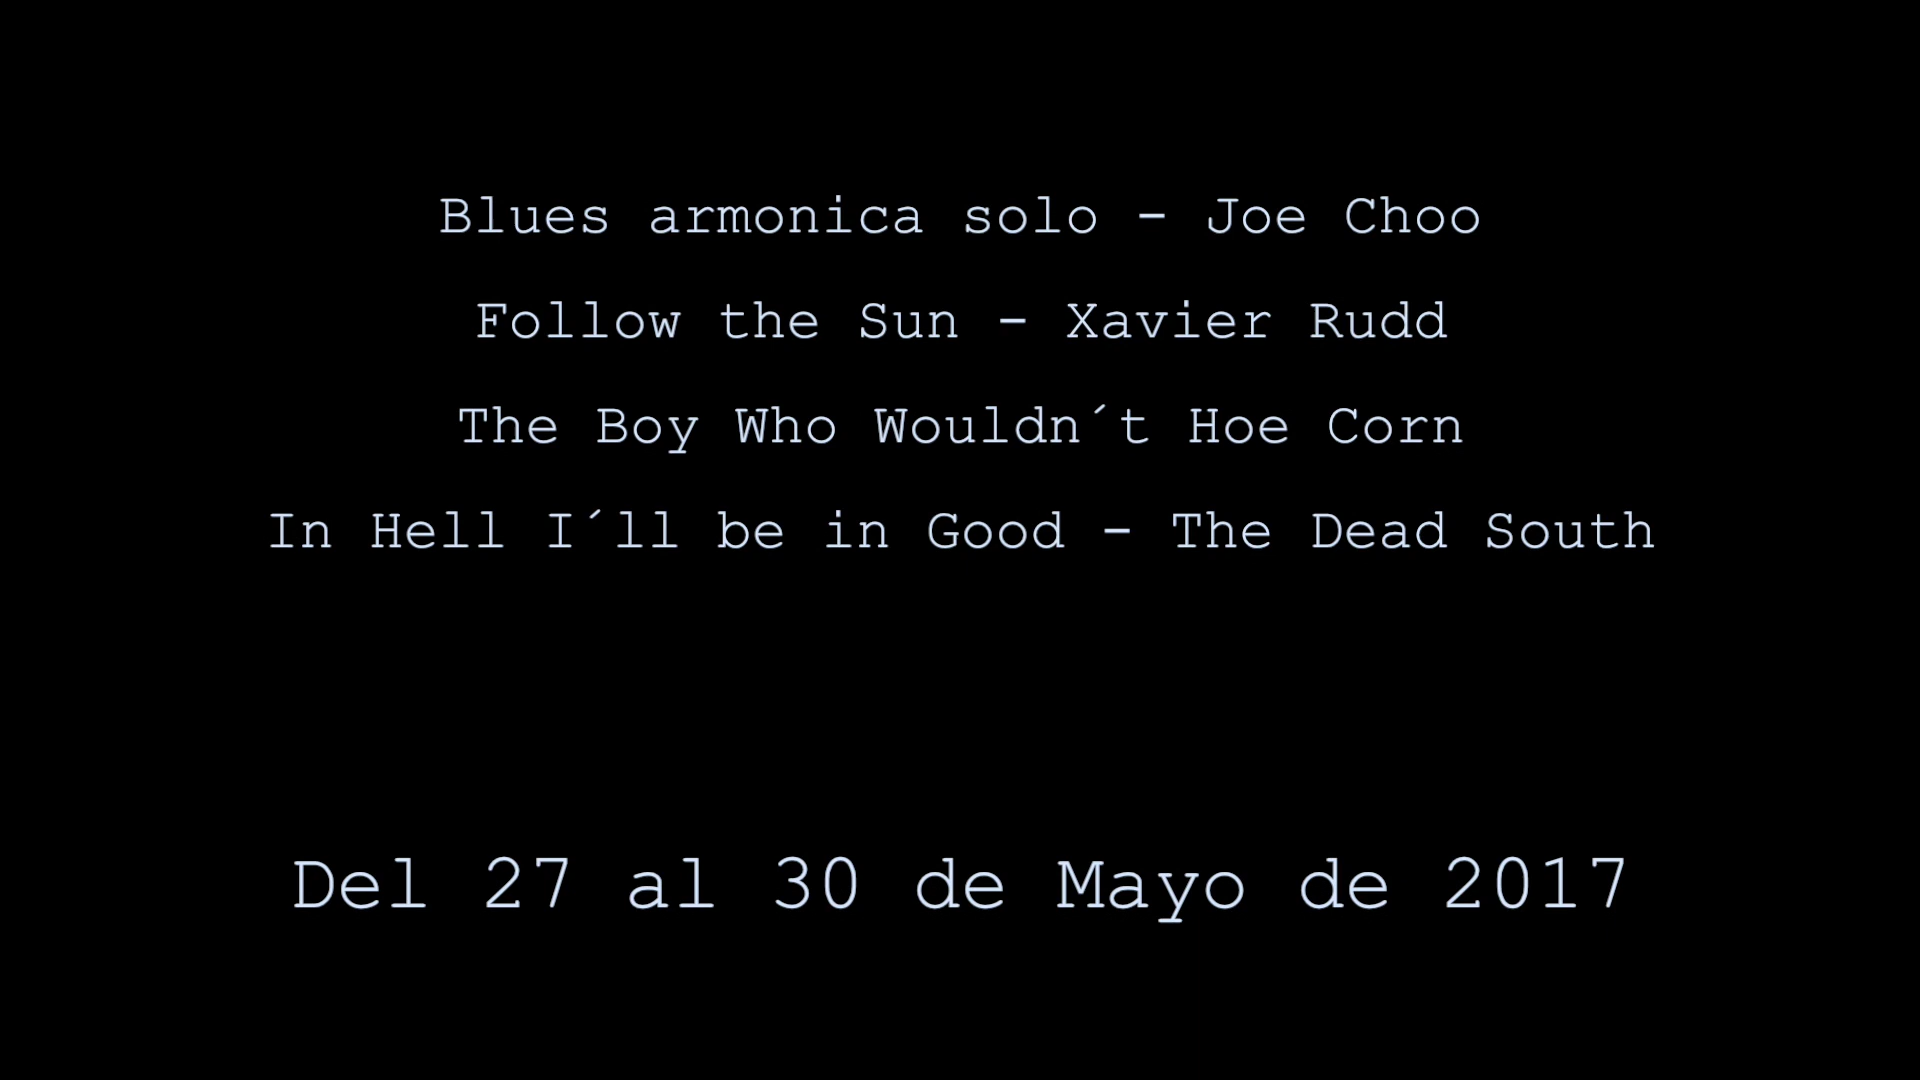 Blues armonica solo - Joe Choo
Follow the Sun - Xavier Rudd
The Boy Who Wouldn´t Hoe Corn
In Hell I´ll be in Good - The Dead South
Del 27 al 30 de Mayo de 2017